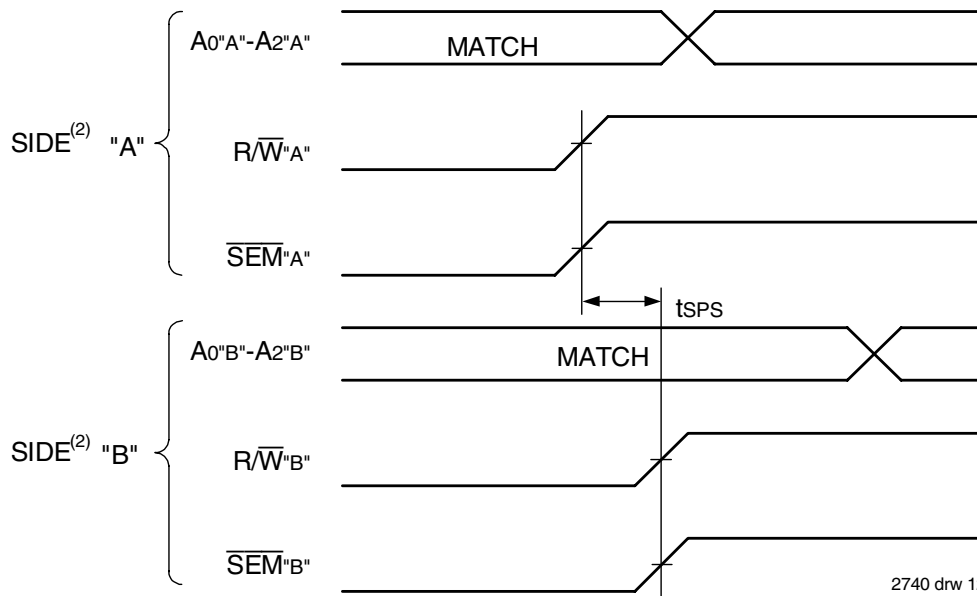 A0"A"-A2"A"
MATCH
SIDE(2) "A"
R/W"A"
SEM"A"
tSPS
A0"B"-A2"B"
MATCH
SIDE(2) "B"
R/W"B"
SEM"B"
2740 drw 1